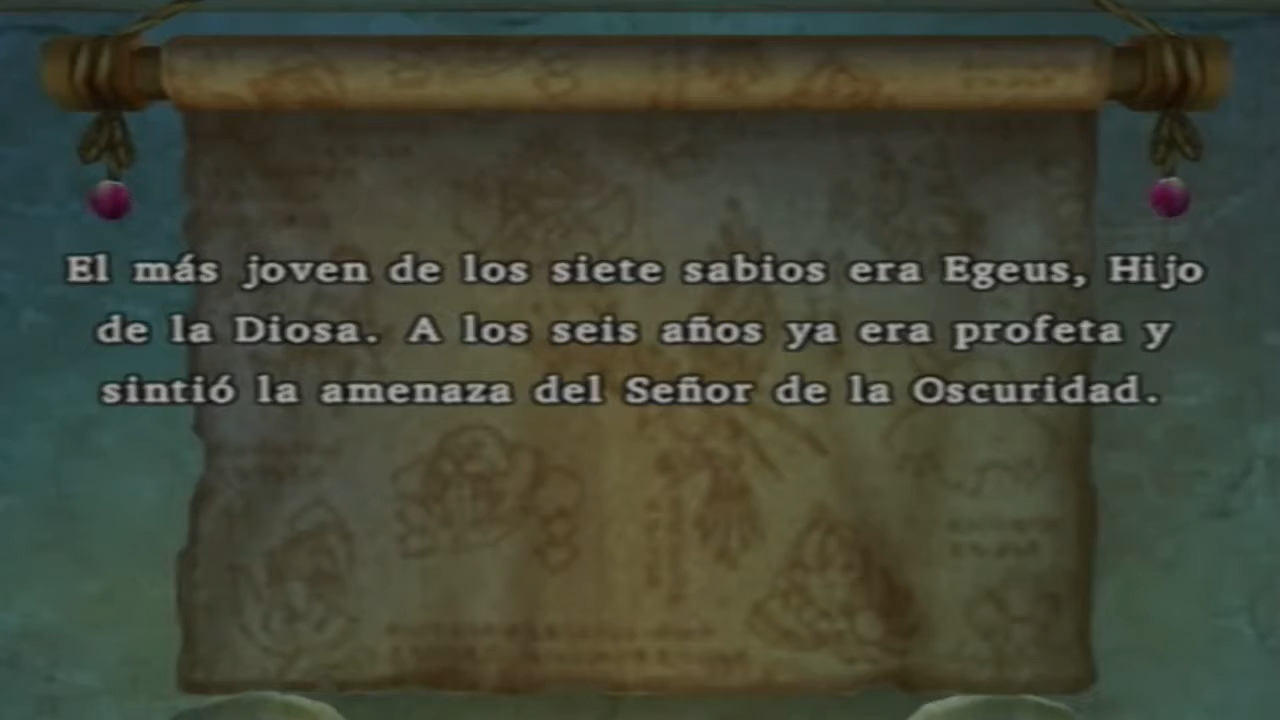 El más joven de los siete sabios era Egeus, Hijo
de la Diosa. A los seis años ya era profeta y
sintió la amenaza del Señor de la Oscuridad.